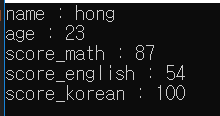 name : hong
age : 23
score_math : 87
score_english : 54
score_korean : 100